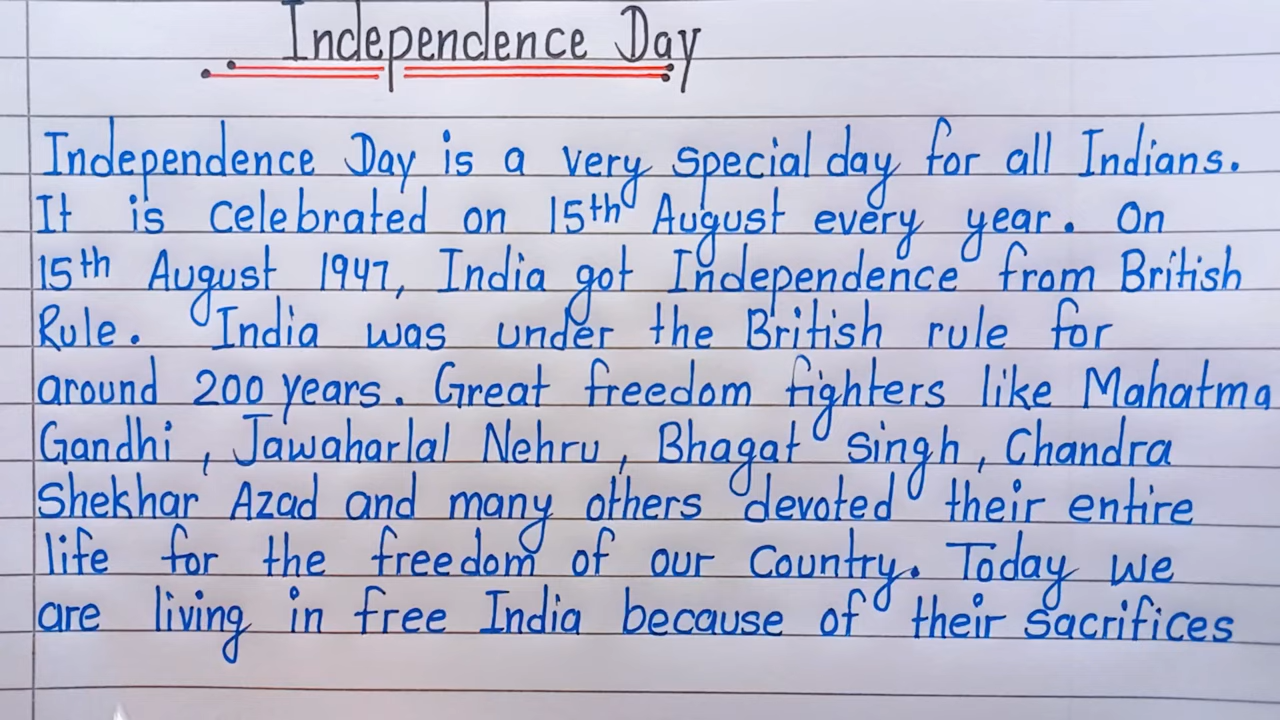 Independence Day
Independence Day is a very special day for all Indians.
It is celebrated on 15th August every year. On
15th August 1947, India got Independence from British
Rule. India was under the British rule for
around 200 years. Great freedom fighters like Mahatma
Gandhi, Jawaharlal Nehru, Bhagat singh, Chandra
Shekhar Azad and many others devoted their entire
life for the freedom of our Country. Today we
are living in free India because of their sacrifices